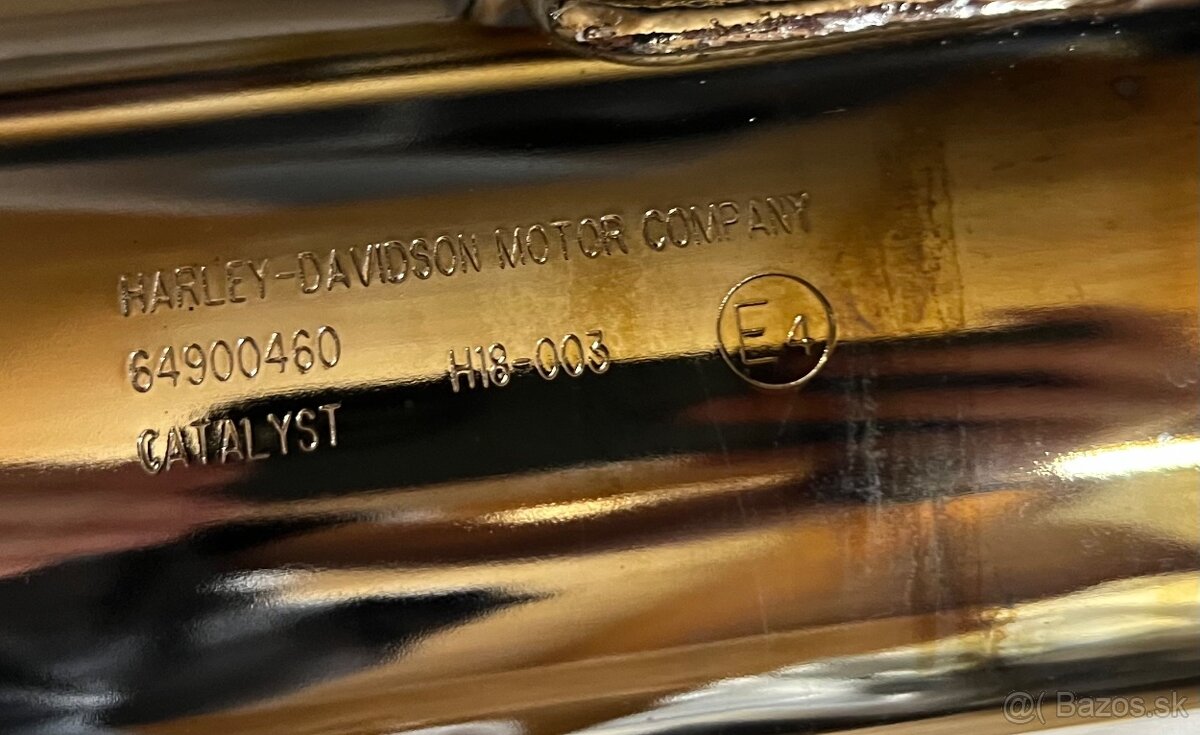 HARLEY-DAVIDSON MOTOR COMPANY
64900460 H18-003 E4
CATALYST
@( Bazos.sk